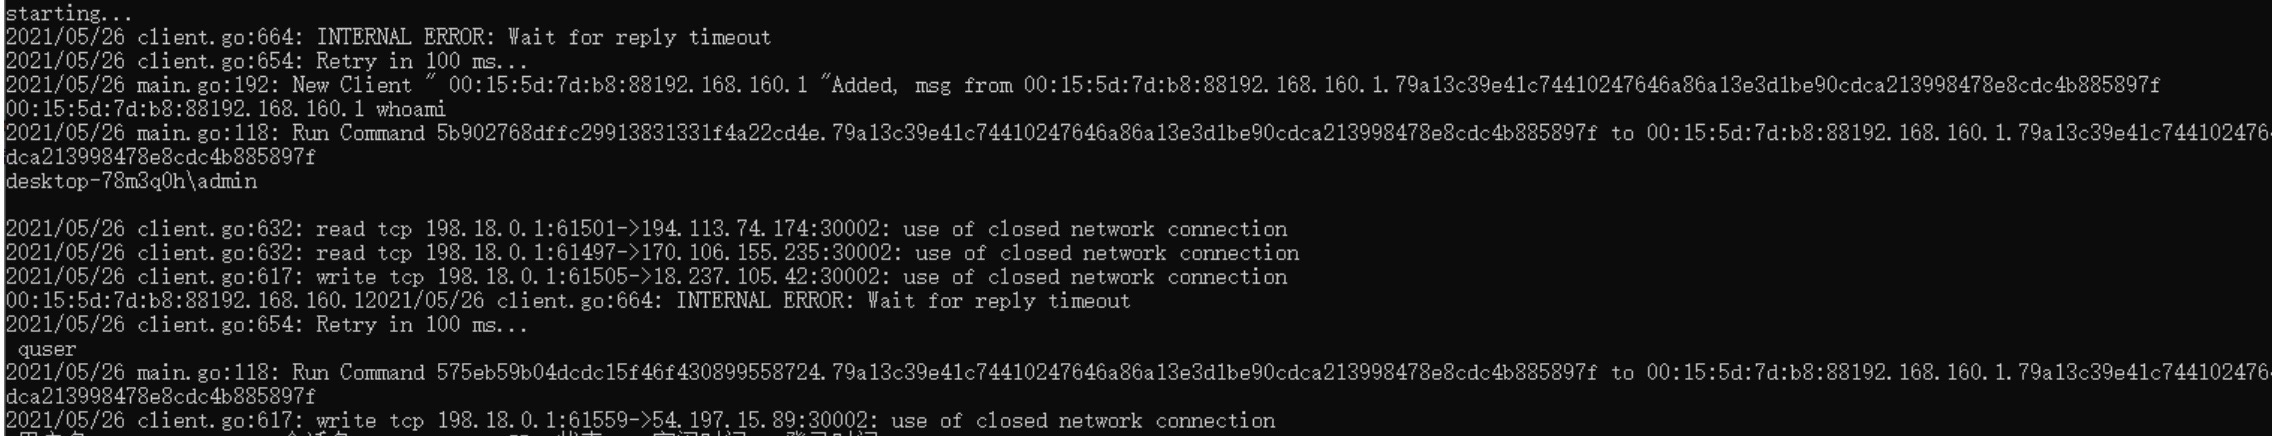 starting...
2021/05/26 client.go:664: INTERNAL ERROR: Wait for reply timeout
2021/05/26 client.go:654: Retry in 100 ms...
2021/05/26 main.go:192: New Client " 00:15:5d:7d:b8:88192.168.160.1 "Added, msg from 00:15:5d:7d:b8:88192.168.160.1.79a13c39e41c74410247646a86a13e3d1be90cdca213998478e8cdc4b885897f
00:15:5d:7d:b8:88192.168.160.1 whoami
2021/05/26 main.go:118: Run Command 5b902768dffc29913831331f4a22cd4e.79a13c39e41c74410247646a86a13e3d1be90cdca213998478e8cdc4b885897f to 00:15:5d:7d:b8:88192.168.160.1.79a13c39e41c744102476
dca213998478e8cdc4b885897f
desktop-78m3q0h\admin
2021/05/26 client.go:632: read tcp 198.18.0.1:61501->194.113.74.174:30002: use of closed network connection
2021/05/26 client.go:632: read tcp 198.18.0.1:61497->170.106.155.235:30002: use of closed network connection
2021/05/26 client.go:617: write tcp 198.18.0.1:61505->18.237.105.42:30002: use of closed network connection
00:15:5d:7d:b8:88192.168.160.12021/05/26 client.go:664: INTERNAL ERROR: Wait for reply timeout
2021/05/26 client.go:654: Retry in 100 ms...
quser
2021/05/26 main.go:118: Run Command 575eb59b04dcdc15f46f430899558724.79a13c39e41c74410247646a86a13e3d1be90cdca213998478e8cdc4b885897f to 00:15:5d:7d:b8:88192.168.160.1.79a13c39e41c744102476
dca213998478e8cdc4b885897f
2021/05/26 client.go:617: write tcp 198.18.0.1:61559->54.197.15.89:30002: use of closed network connection